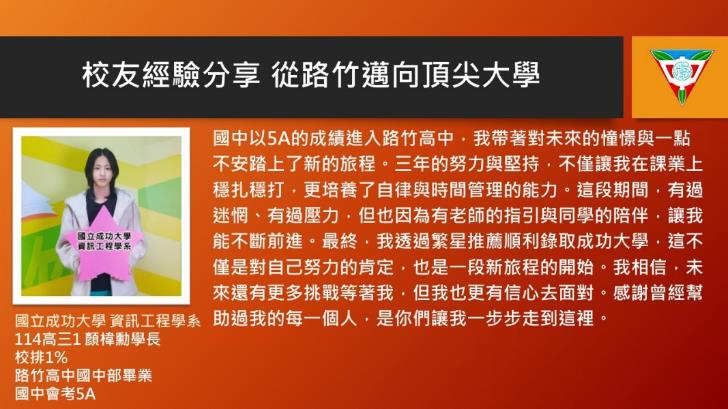 校友經驗分享 從路竹邁向頂尖大學
國中以5A的成績進入路竹高中，我帶著對未來的憧憬與一點
不安踏上了新的旅程。三年的努力與堅持，不僅讓我在課業上
穩扎穩打，更培養了自律與時間管理的能力。這段期間，有過
迷惘、有過壓力，但也因為有老師的指引與同學的陪伴，讓我
能不斷前進。最終，我透過繁星推薦順利錄取成功大學，這不
僅是對自己努力的肯定，也是一段新旅程的開始。我相信，未
來還有更多挑戰等著我，但我也更有信心去面對。感謝曾經幫
助過我的每一個人，是你們讓我一步步走到這裡。
國立成功大學
資訊工程學系
國立成功大學 資訊工程學系
114高三1 顏樟勳學長
校排1%
路竹高中國中部畢業
國中會考5A